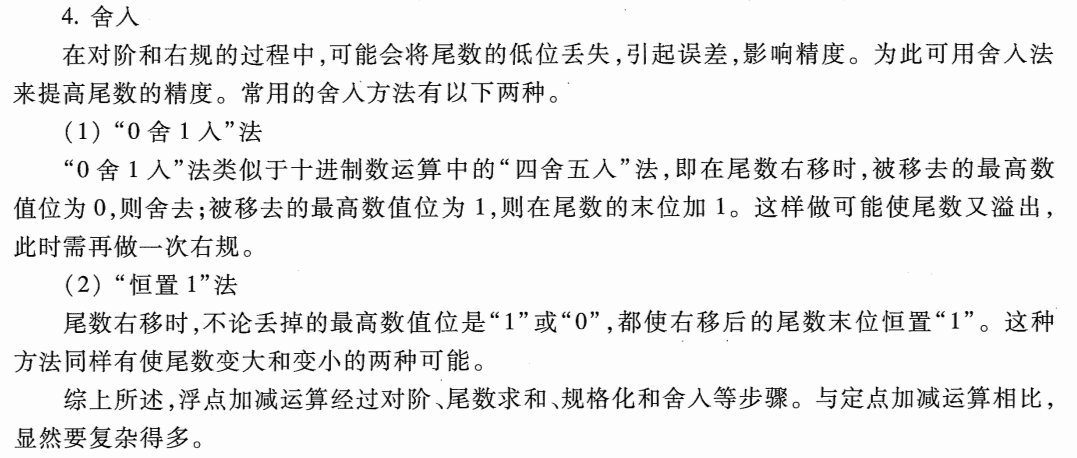 4. 舍入
在对阶和右规的过程中,可能会将尾数的低位丢失,引起误差,影响精度。为此可用舍入法
来提高尾数的精度。常用的舍入方法有以下两种。
(1) “0 舍 1 入”法
“0 舍 1 入”法类似于十进制数运算中的“四舍五入”法,即在尾数右移时,被移去的最高数
值位为 0,则舍去;被移去的最高数值位为 1,则在尾数的末位加 1。这样做可能使尾数又溢出,
此时需再做一次右规。
(2) “恒置 1”法
尾数右移时,不论丢掉的最高数值位是“1”或“0”,都使右移后的尾数末位恒置“1”。这种
方法同样有使尾数变大和变小的两种可能。
综上所述,浮点加减运算经过对阶、尾数求和、规格化和舍入等步骤。与定点加减运算相比,
显然要复杂得多。